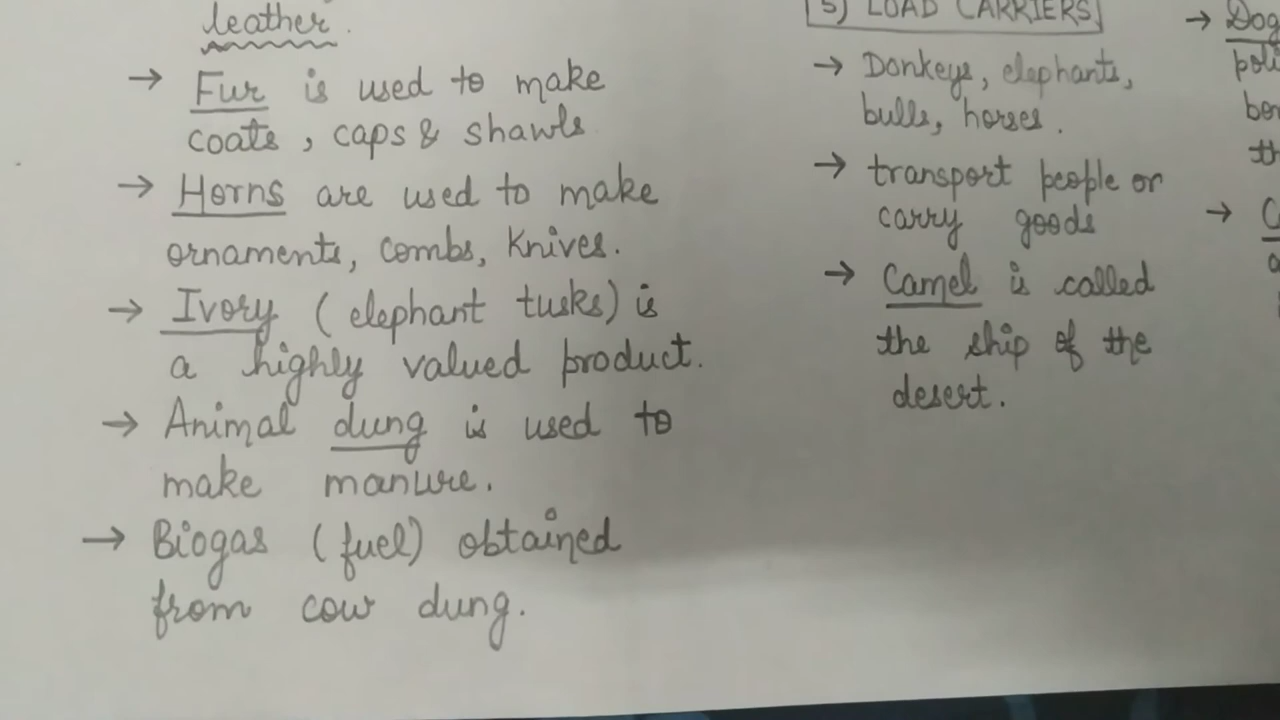 leather.
→ Fur is used to make
coats, caps & shawls
→ Horns are used to make
ornaments, combs, knives.
→ Ivory (elephant tusks) is
a highly valued product.
→ Animal dung is used to
make manure.
→ Biogas (fuel) obtained
from cow dung.
5) LOAD CARRIERS
→ Donkeys, elephants,
bulls, horses.
→ transport people or
carry goods
→ Camel is called
the ship of the
desert.
→ Dog